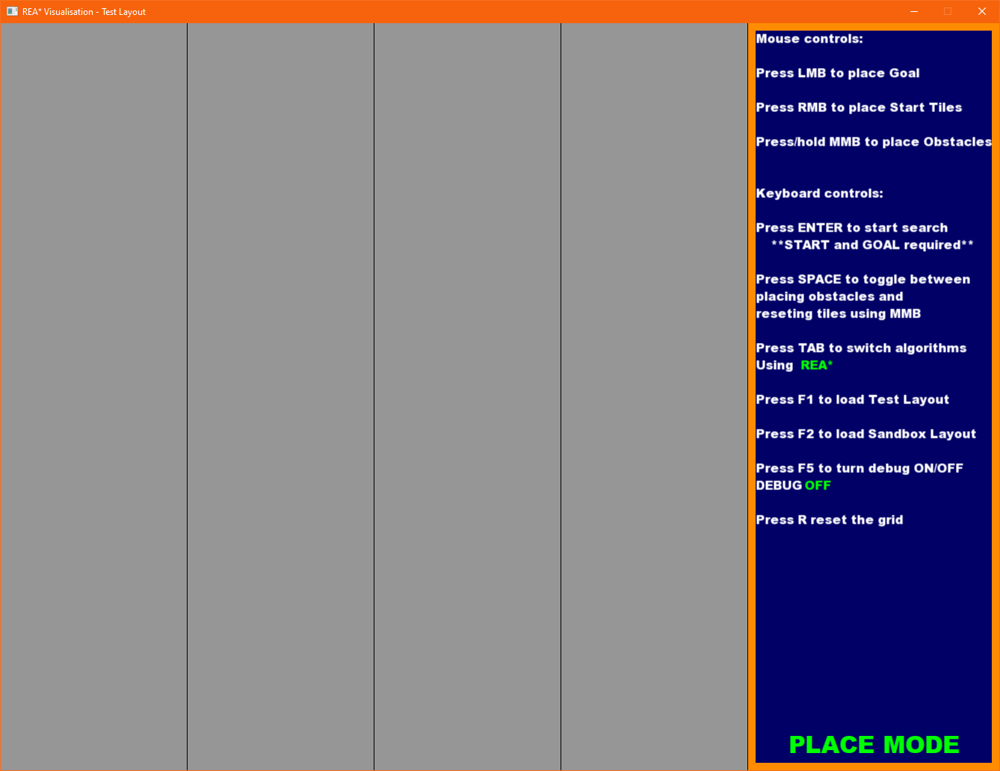 REA* Visualisation - Test Layout
Mouse controls:
Press LMB to place Goal
Press RMB to place Start Tiles
Press/hold MMB to place Obstacles
Keyboard controls:
Press ENTER to start search
**START and GOAL required**
Press SPACE to toggle between
placing obstacles and
reseting tiles using MMB
Press TAB to switch algorithms
Using REA*
Press F1 to load Test Layout
Press F2 to load Sandbox Layout
Press F5 to turn debug ON/OFF
DEBUG OFF
Press R reset the grid
PLACE MODE